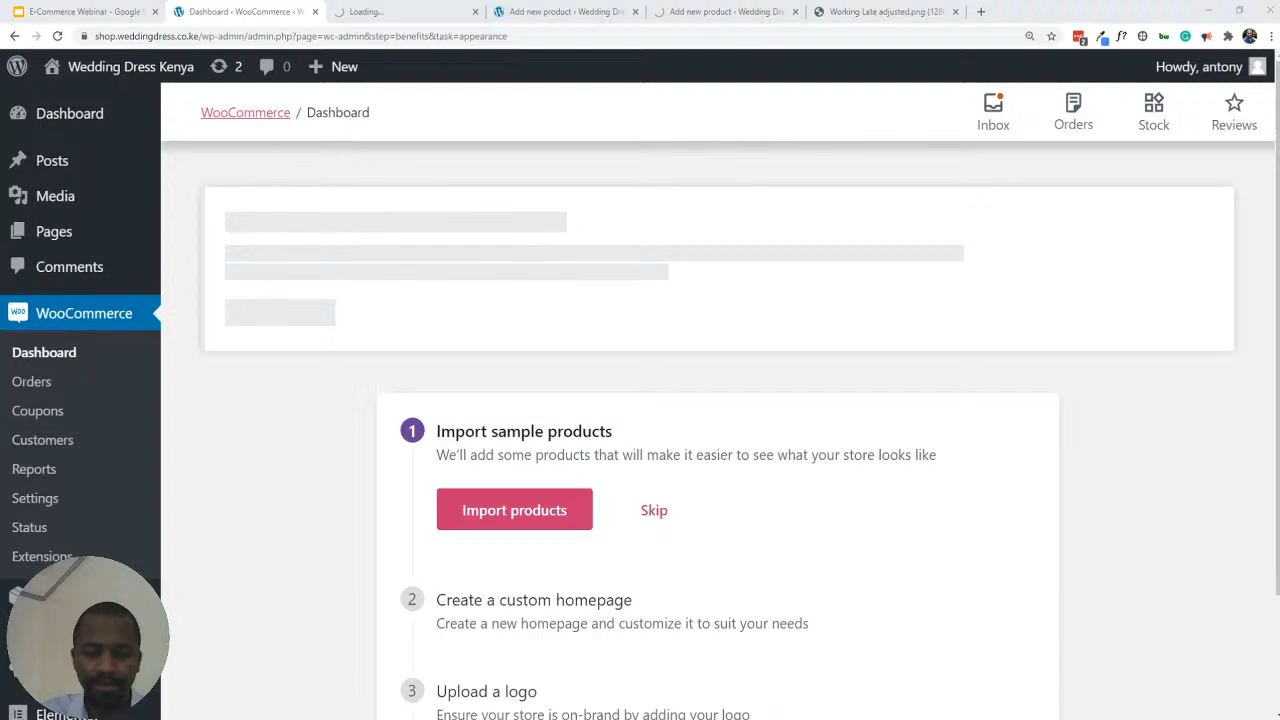 E-Commerce Webinar - Google S
Dashboard ‹ WooCommerce ‹ W
Loading...
Add new product ‹ Wedding Dre
Add new product ‹ Wedding Dre
Working Late adjusted.png (128
shop.weddingdress.co.ke/wp-admin/admin.php?page=wc-admin&step=benefits&task=appearance
Wedding Dress Kenya
2
0
New
Howdy, antony
Dashboard
Posts
Media
Pages
Comments
WooCommerce
Dashboard
Orders
Coupons
Customers
Reports
Settings
Status
Extensions
WooCommerce / Dashboard
Inbox
Orders
Stock
Reviews
1
Import sample products
We'll add some products that will make it easier to see what your store looks like
Import products
Skip
2
Create a custom homepage
Create a new homepage and customize it to suit your needs
3
Upload a logo
Ensure your store is on-brand by adding your logo